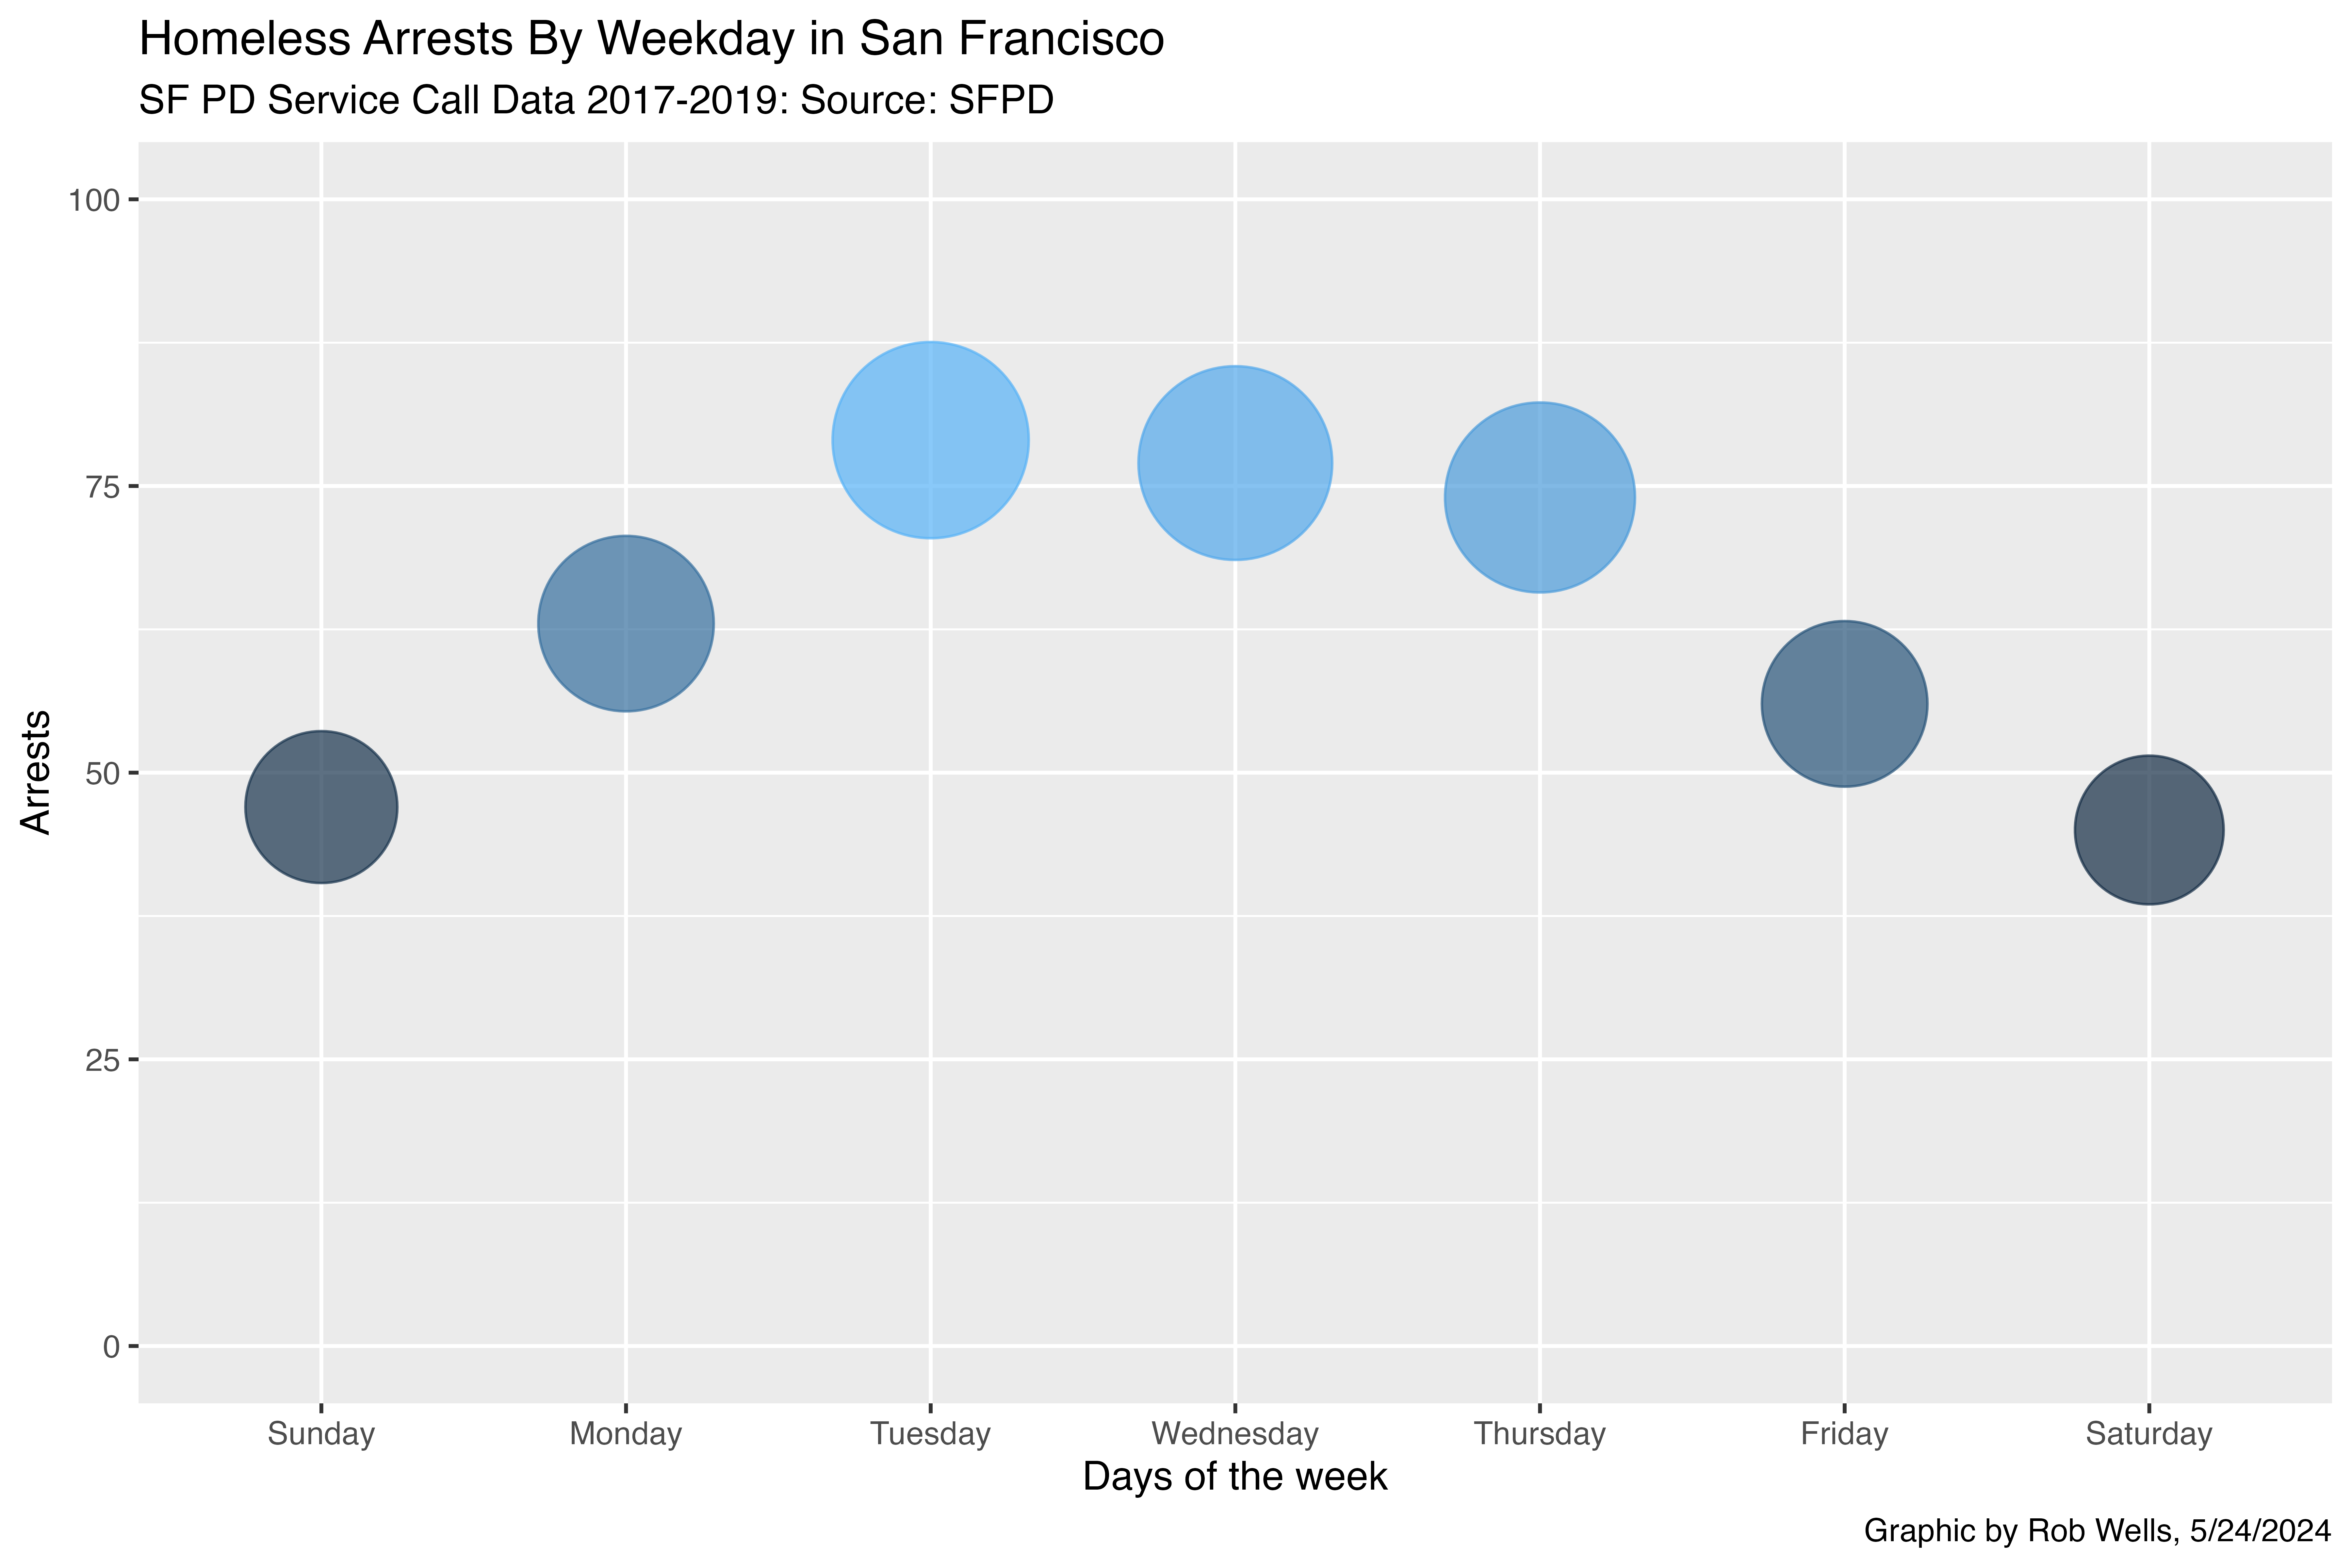 Homeless Arrests By Weekday in San Francisco
SF PD Service Call Data 2017-2019: Source: SFPD
100
75
50
25
0
Arrests
Sunday Monday Tuesday Wednesday Thursday Friday Saturday
Days of the week
Graphic by Rob Wells, 5/24/2024